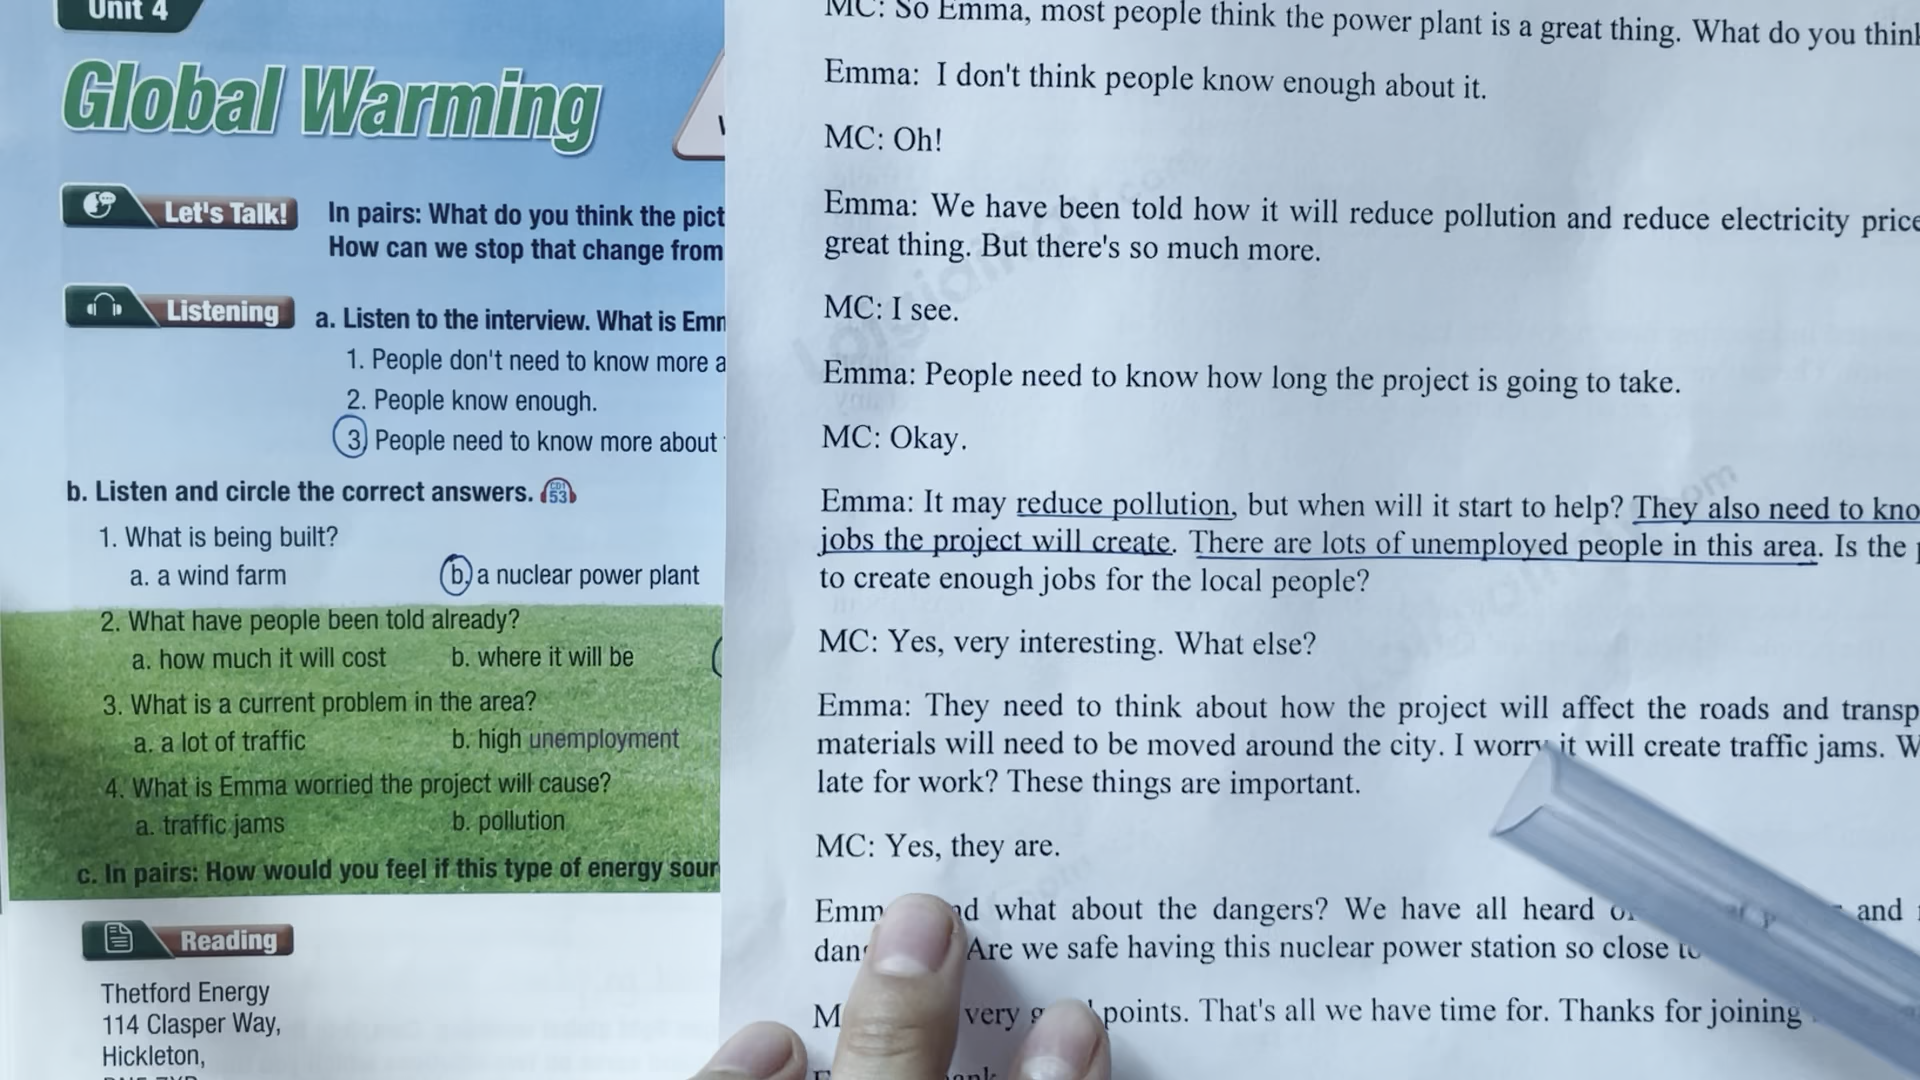 Unit 4
Global Warming
Let's Talk!
In pairs: What do you think the pict
How can we stop that change from
Listening
a. Listen to the interview. What is Emm
1. People don't need to know more a
2. People know enough.
3. People need to know more about
b. Listen and circle the correct answers. CD1 53
1. What is being built?
a. a wind farm
b. a nuclear power plant
2. What have people been told already?
a. how much it will cost
b. where it will be
3. What is a current problem in the area?
a. a lot of traffic
b. high unemployment
4. What is Emma worried the project will cause?
a. traffic jams
b. pollution
c. In pairs: How would you feel if this type of energy sour
Reading
Thetford Energy
114 Clasper Way,
Hickleton,
MC: So Emma, most people think the power plant is a great thing. What do you think
Emma: I don't think people know enough about it.
MC: Oh!
Emma: We have been told how it will reduce pollution and reduce electricity price
great thing. But there's so much more.
MC: I see.
Emma: People need to know how long the project is going to take.
MC: Okay.
Emma: It may reduce pollution, but when will it start to help? They also need to kno
jobs the project will create. There are lots of unemployed people in this area. Is the
to create enough jobs for the local people?
MC: Yes, very interesting. What else?
Emma: They need to think about how the project will affect the roads and transp
materials will need to be moved around the city. I worry it will create traffic jams. W
late for work? These things are important.
MC: Yes, they are.
Emm what about the dangers? We have all heard and
dan Are we safe having this nuclear power station so close
M very points. That's all we have time for. Thanks for joining